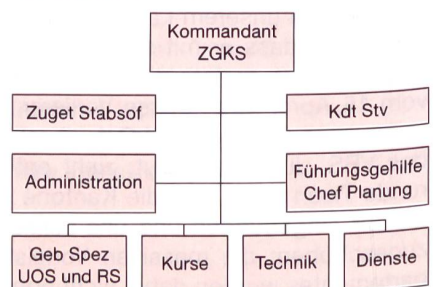 Kommandant
ZGKS
Zuget Stabsof
Kdt Stv
Administration
Führungsgehilfe
Chef Planung
Geb Spez
UOS und RS
Kurse
Technik
Dienste